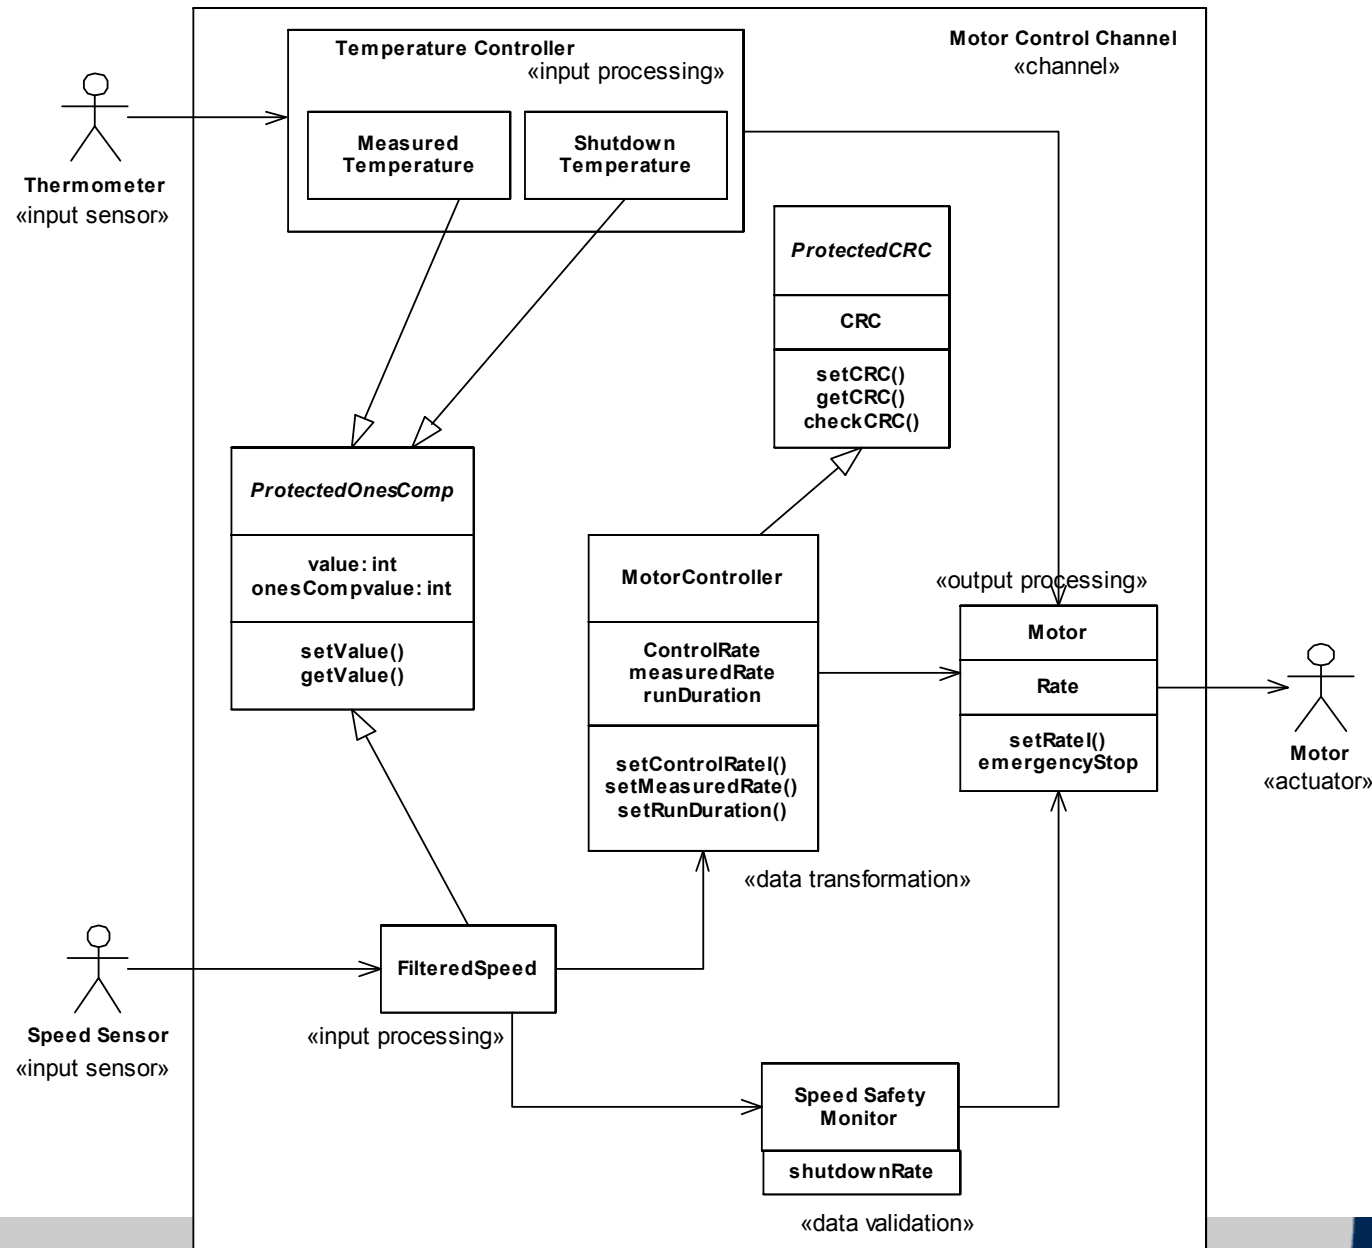 Temperature Controller
«input processing»
Motor Control Channel
«channel»
Measured
Temperature
Shutdown
Temperature
Thermometer
«input sensor»
ProtectedCRC
CRC
setCRC()
getCRC()
checkCRC()
ProtectedOnesComp
value: int
onesCompvalue: int
setValue()
getValue()
MotorController
ControlRate
measuredRate
runDuration
setControlRatel()
setMeasuredRate()
setRunDuration()
«data transformation»
«output processing»
Motor
Rate
setRatel()
emergencyStop
Motor
«actuator»
FilteredSpeed
«input processing»
Speed Sensor
«input sensor»
Speed Safety
Monitor
shutdownRate
«data validation»